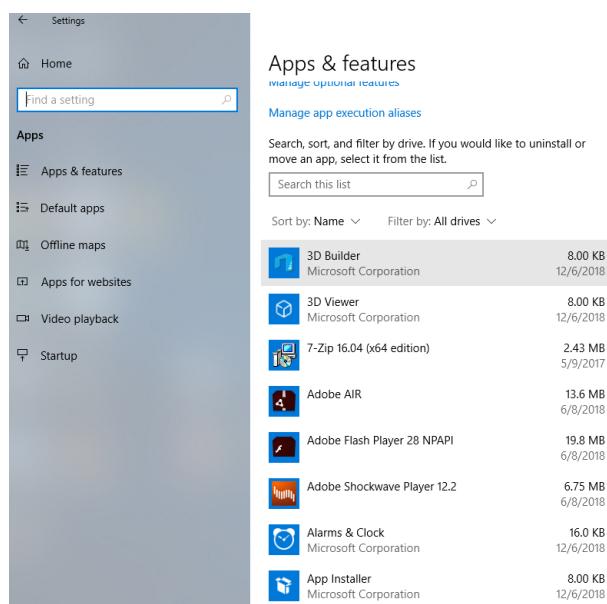 Settings
Home
Find a setting
Apps
Apps & features
Default apps
Offline maps
Apps for websites
Video playback
Startup
Apps & features
Manage optional features
Manage app execution aliases
Search, sort, and filter by drive. If you would like to uninstall or
move an app, select it from the list.
Search this list
Sort by: Name Filter by: All drives
3D Builder 8.00 KB
Microsoft Corporation 12/6/2018
3D Viewer 8.00 KB
Microsoft Corporation 12/6/2018
7-Zip 16.04 (x64 edition) 2.43 MB
5/9/2017
Adobe AIR 13.6 MB
6/8/2018
Adobe Flash Player 28 NPAPI 19.8 MB
6/8/2018
Adobe Shockwave Player 12.2 6.75 MB
6/8/2018
Alarms & Clock 16.0 KB
Microsoft Corporation 12/6/2018
App Installer 8.00 KB
Microsoft Corporation 12/6/2018